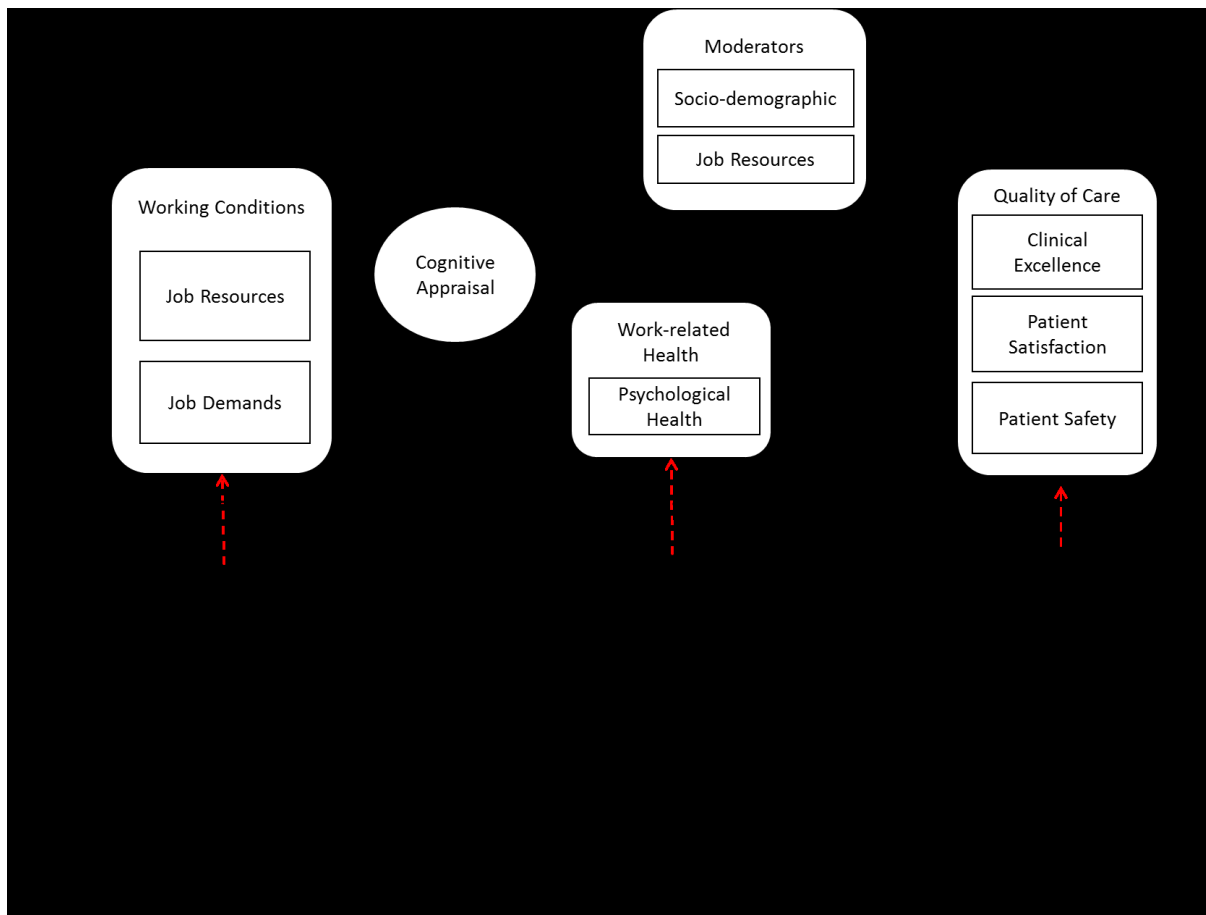 Moderators
Socio-demographic
Job Resources
Working Conditions
Job Resources
Job Demands
Cognitive
Appraisal
Work-related
Health
Psychological
Health
Quality of Care
Clinical
Excellence
Patient
Satisfaction
Patient Safety